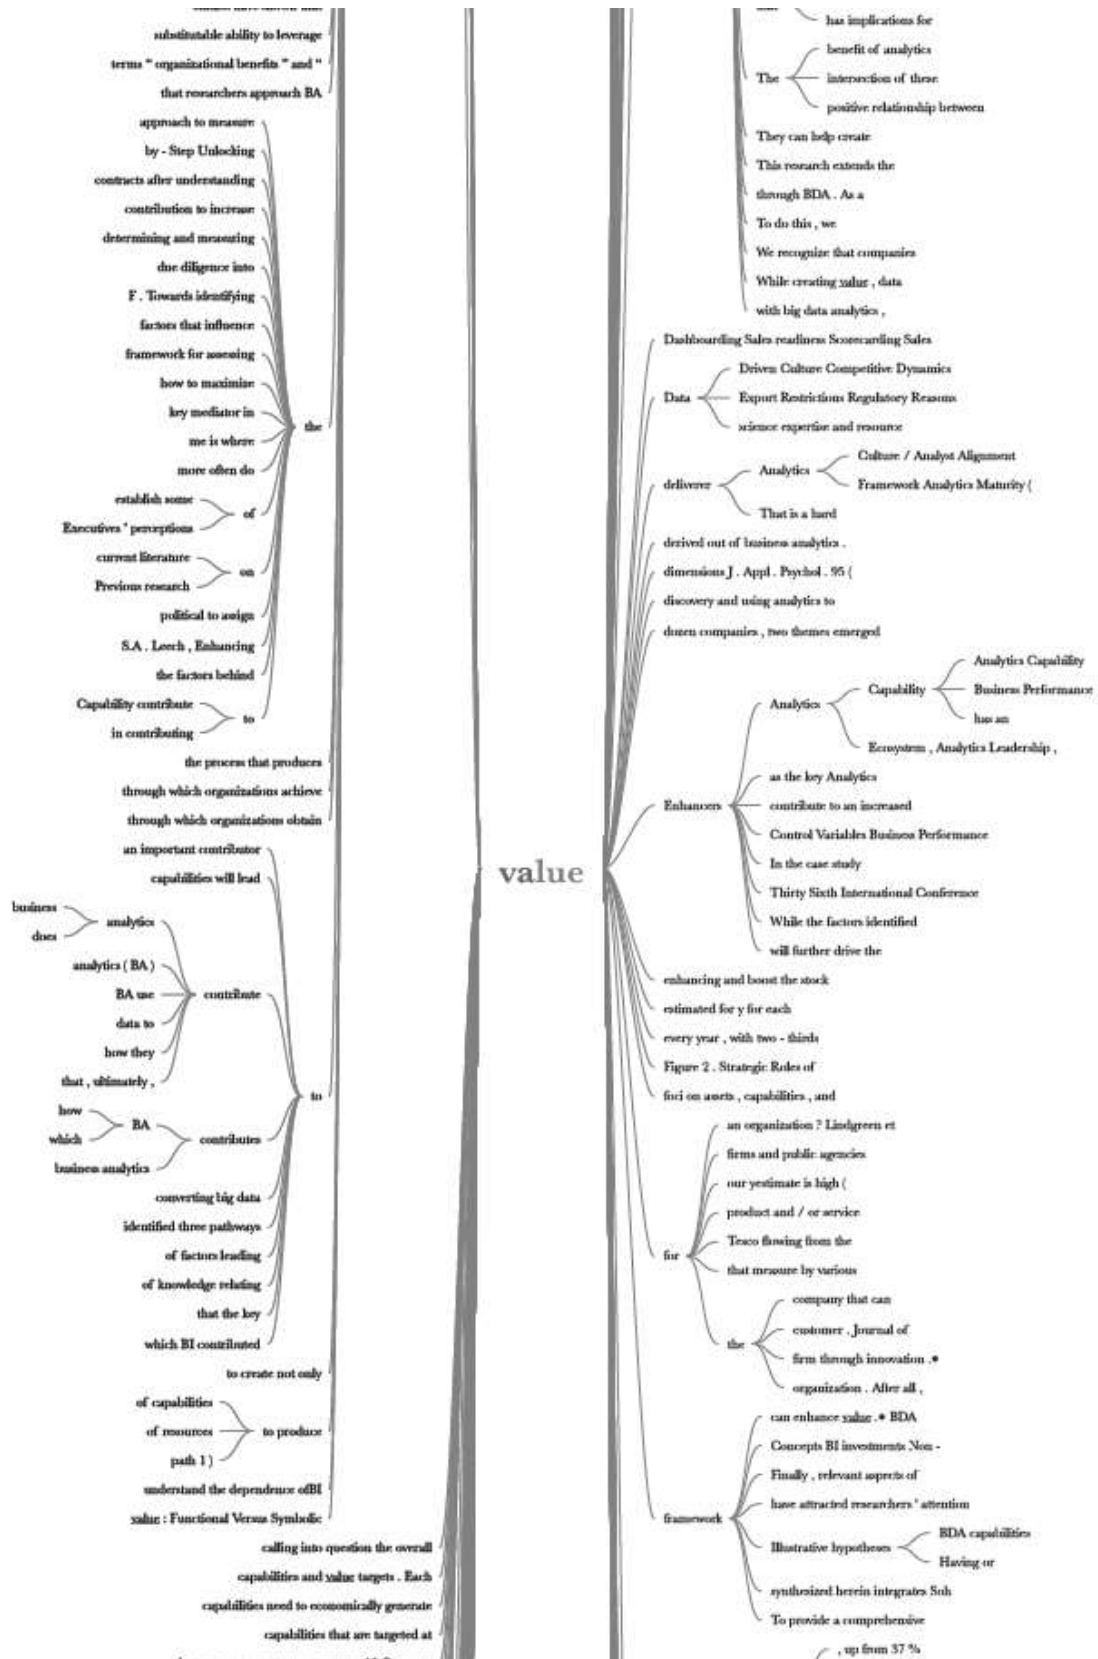 substitutable ability to leverage
terms " organizational benefits " and "
that researchers approach BA
approach to measure
by - Step Unlocking
contracts after understanding
contribution to increase
determining and measuring
due diligence into
F . Towards identifying
factors that influence
framework for assessing
how to maximize
key mediator in
me is where
more often do
the
establish some
Executives ' perceptions
of
current literature
Previous research
on
political to assign
S.A . Leech , Enhancing
the factors behind
Capability contribute
in contributing
to
the process that produces
through which organizations achieve
through which organizations obtain
an important contributor
capabilities will lead
business
does
analytics
analytics ( BA )
BA use
data to
how they
that , ultimately ,
contribute
how
which
BA
business analytics
contributes
to
converting big data
identified three pathways
of factors leading
of knowledge relating
that the key
which BI contributed
to create not only
of capabilities
of resources
path 1 )
to produce
understand the dependence ofBI
value : Functional Versus Symbolic
calling into question the overall
capabilities and value targets . Each
capabilities need to economically generate
capabilities that are targeted at
value
has implications for
The
benefit of analytics
intersection of these
positive relationship between
They can help create
This research extends the
through BDA . As a
To do this , we
We recognize that companies
While creating value , data
with big data analytics ,
Dashboarding Sales readiness Scorecarding Sales
Data
Driven Culture Competitive Dynamics
Export Restrictions Regulatory Reasons
science expertise and resource
deliverer
Analytics
Culture / Analyst Alignment
Framework Analytics Maturity (
That is a hard
derived out of business analytics .
dimensions J . Appl . Psychol . 95 (
discovery and using analytics to
dozen companies , two themes emerged
Enhancers
Analytics
Capability
Analytics Capability
Business Performance
has an
Ecosystem , Analytics Leadership ,
as the key Analytics
contribute to an increased
Control Variables Business Performance
In the case study
Thirty Sixth International Conference
While the factors identified
will further drive the
enhancing and boost the stock
estimated for y for each
every year , with two - thirds
Figure 2 . Strategic Roles of
foci on assets , capabilities , and
for
an organization ? Lindgreen et
firms and public agencies
our yestimate is high (
product and / or service
Tesco flowing from the
that measure by various
the
company that can
customer . Journal of
firm through innovation .•
organization . After all ,
framework
can enhance value .• BDA
Concepts BI investments Non -
Finally , relevant aspects of
have attracted researchers ' attention
Illustrative hypotheses
BDA capabilities
Having or
synthesized herein integrates Soh
To provide a comprehensive
, up from 37 %